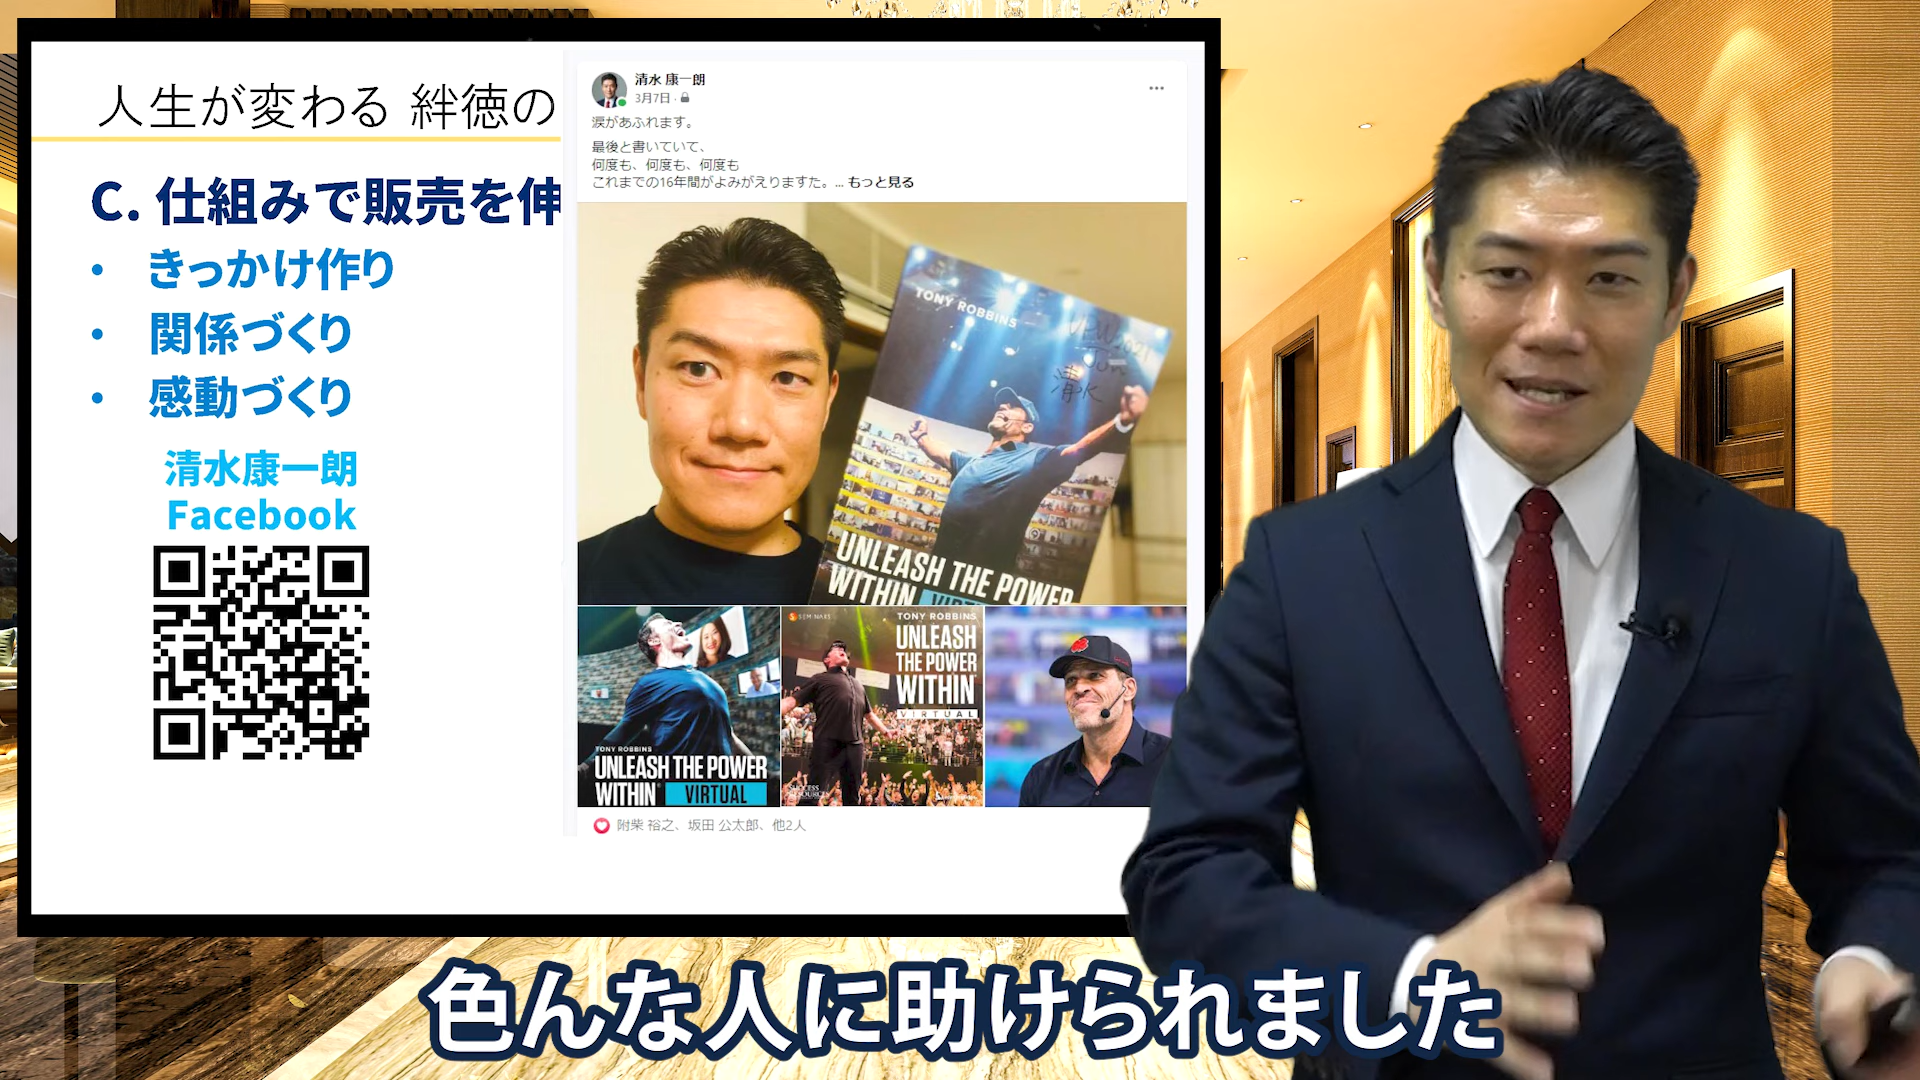 人生が変わる 絆徳の
C. 仕組みで販売を伸
• きっかけ作り
• 関係づくり
• 感動づくり
清水康一朗
Facebook
清水 康一朗
3月7日
涙があふれます。
最後と書いていて、
何度も、何度も、何度も
これまでの16年間がよみがえりますた。... もっと見る
TONY ROBBINS
清水
UNLEASH THE POWER
WITHIN
TONY ROBBINS
UNLEASH THE POWER
WITHIN VIRTUAL
SEMINARS
TONY ROBBINS
UNLEASH
THE POWER
WITHIN
VIRTUAL
SUCCESS
RESOURCES
附柴 裕之、坂田 公太郎、他2人
色んな人に助けられました